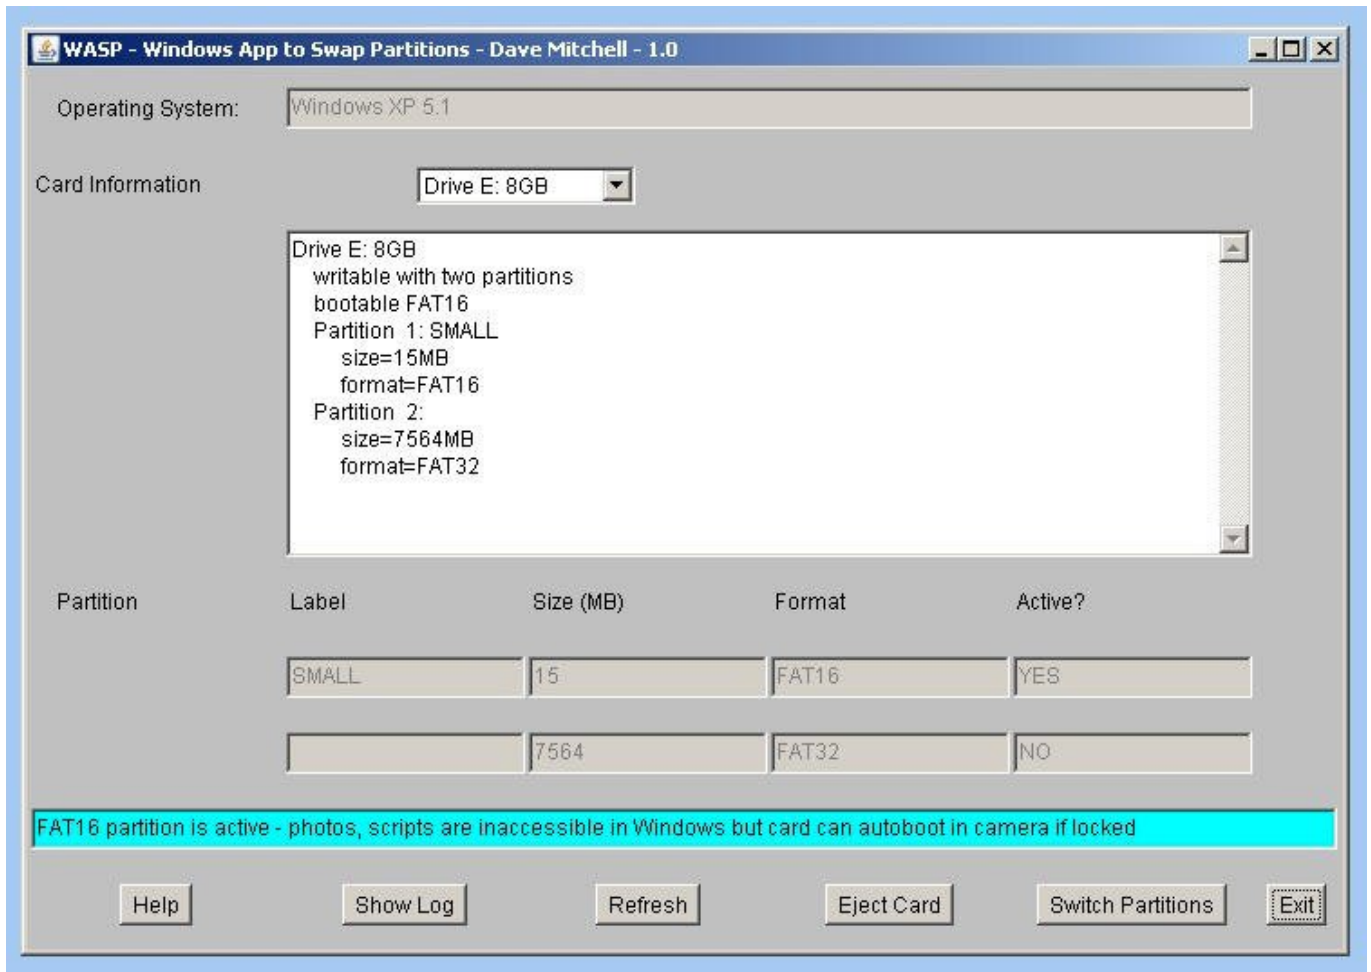 WASP - Windows App to Swap Partitions - Dave Mitchell - 1.0
Operating System: Windows XP 5.1
Card Information Drive E: 8GB
Drive E: 8GB
writable with two partitions
bootable FAT16
Partition 1: SMALL
size=15MB
format=FAT16
Partition 2:
size=7564MB
format=FAT32
Partition Label Size (MB) Format Active?
SMALL 15 FAT16 YES
7564 FAT32 NO
FAT16 partition is active - photos, scripts are inaccessible in Windows but card can autoboot in camera if locked
Help Show Log Refresh Eject Card Switch Partitions Exit